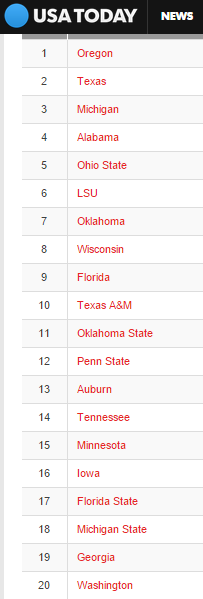 USA TODAY NEWS
1 Oregon
2 Texas
3 Michigan
4 Alabama
5 Ohio State
6 LSU
7 Oklahoma
8 Wisconsin
9 Florida
10 Texas A&M
11 Oklahoma State
12 Penn State
13 Auburn
14 Tennessee
15 Minnesota
16 Iowa
17 Florida State
18 Michigan State
19 Georgia
20 Washington